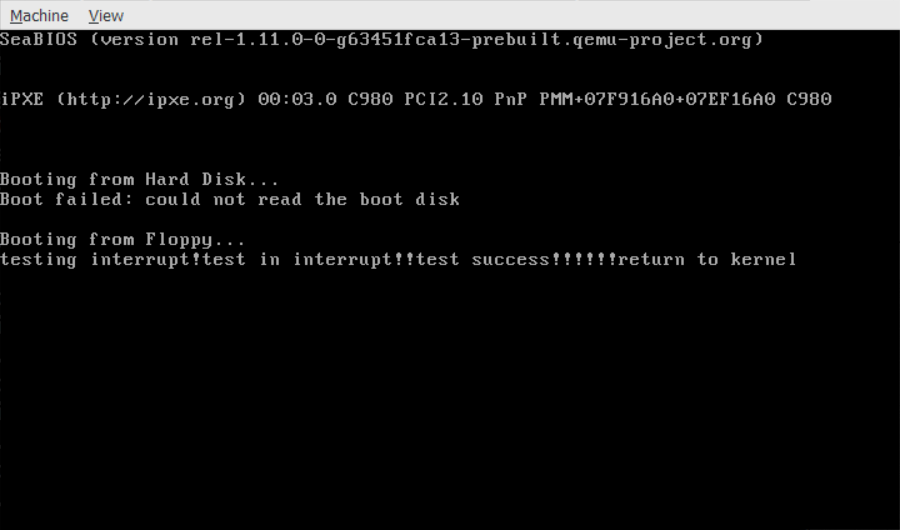 Machine View
SeaBIOS (version rel-1.11.0-0-g63451fca13-prebuilt.qemu-project.org)
iPXE (http://ipxe.org) 00:03.0 C980 PCI2.10 PnP PMM+07F916A0+07EF16A0 C980
Booting from Hard Disk...
Boot failed: could not read the boot disk
Booting from Floppy...
testing interrupt!test in interrupt!!test success!!!!!!return to kernel